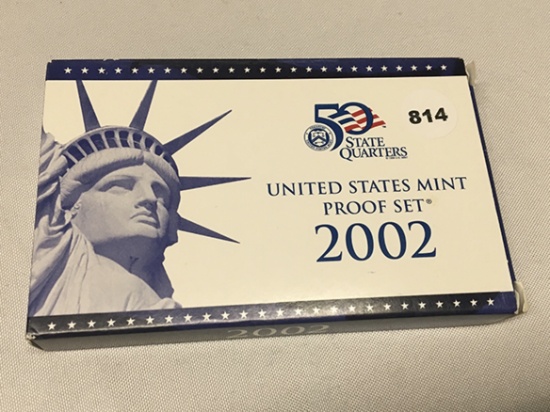 50
STATE
QUARTERS
814
UNITED STATES MINT
PROOF SET®
2002
2002